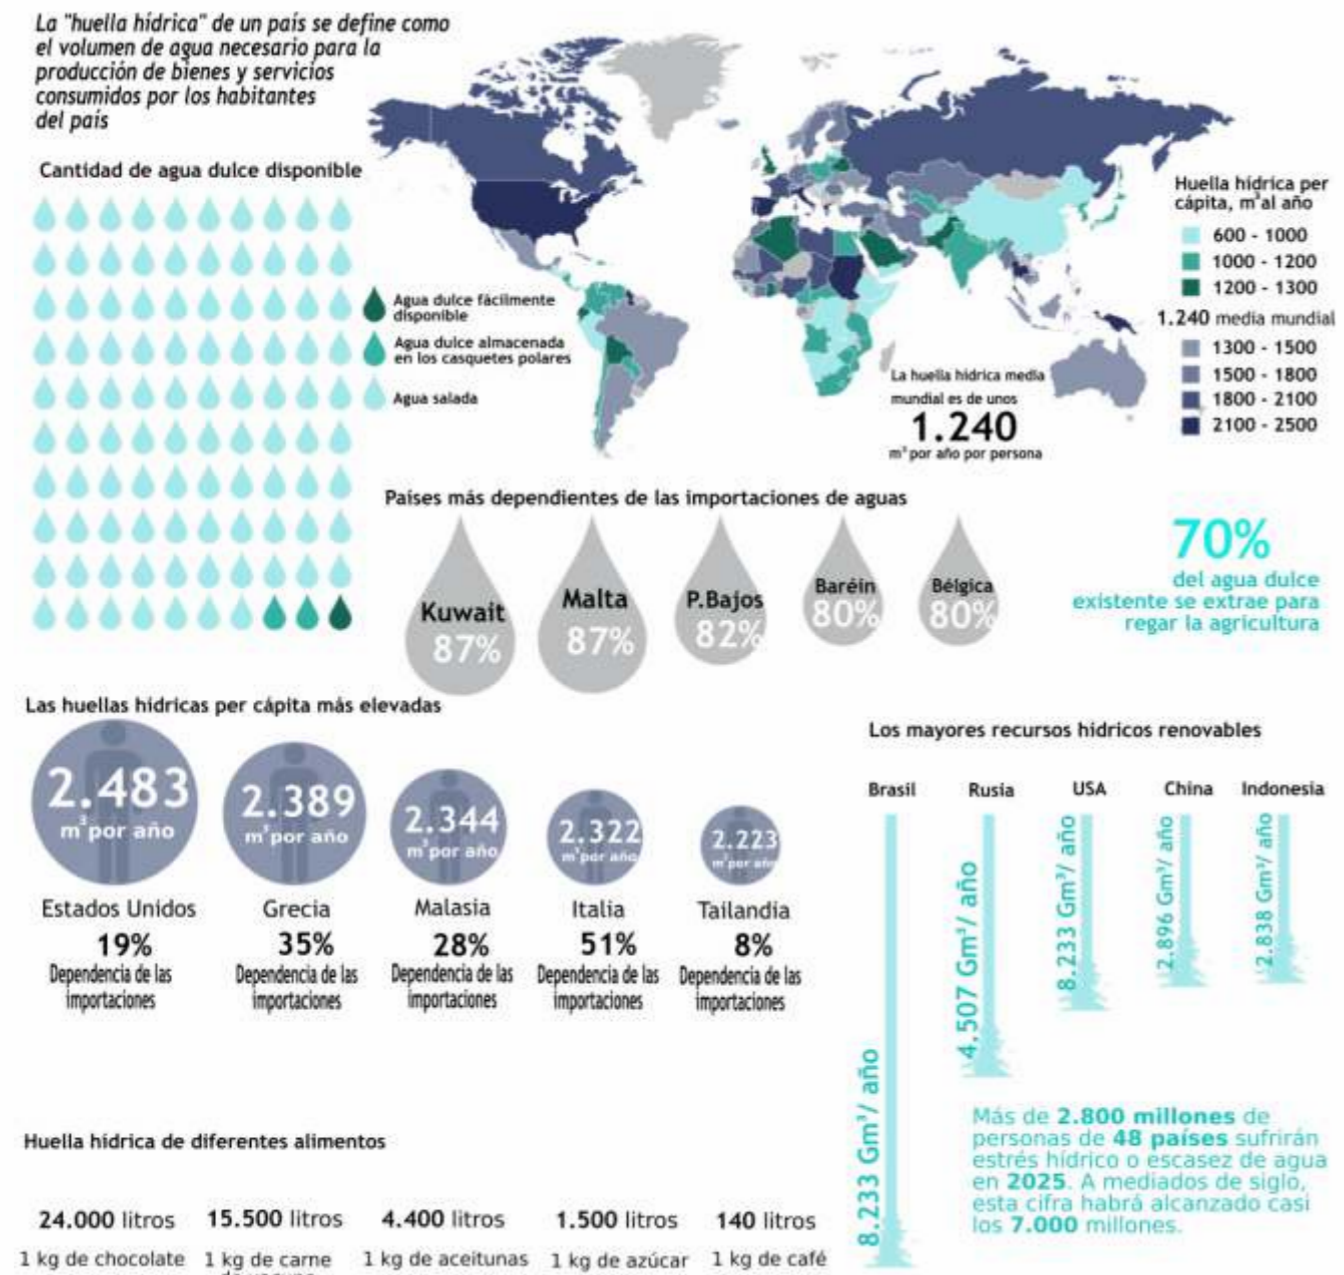 La "huella hídrica" de un país se define como
el volumen de agua necesario para la
producción de bienes y servicios
consumidos por los habitantes
del país
Cantidad de agua dulce disponible
Agua dulce fácilmente
disponible
Agua dulce almacenada
en los casquetes polares
Agua salada
La huella hídrica media
mundial es de unos
1.240
m³ por año por persona
Huella hídrica per
cápita, m³al año
600 - 1000
1000 - 1200
1200 - 1300
1.240 media mundial
1300 - 1500
1500 - 1800
1800 - 2100
2100 - 2500
Países más dependientes de las importaciones de aguas
Kuwait
87%
Malta
87%
P.Bajos
82%
Baréin
80%
Bélgica
80%
70%
del agua dulce
existente se extrae para
regar la agricultura
Las huellas hídricas per cápita más elevadas
2.483
m³por año
Estados Unidos
19%
Dependencia de las
importaciones
2.389
m³por año
Grecia
35%
Dependencia de las
importaciones
2.344
m³por año
Malasia
28%
Dependencia de las
importaciones
2.322
m³por año
Italia
51%
Dependencia de las
importaciones
2.223
m³por año
Tailandia
8%
Dependencia de las
importaciones
Los mayores recursos hídricos renovables
Brasil
8.233 Gm³/ año
Rusia
4.507 Gm³/ año
USA
8.233 Gm³/ año
China
2.896 Gm³/ año
Indonesia
2.838 Gm³/ año
Más de 2.800 millones de
personas de 48 países sufrirán
estrés hídrico o escasez de agua
en 2025. A mediados de siglo,
esta cifra habrá alcanzado casi
los 7.000 millones.
Huella hídrica de diferentes alimentos
24.000 litros
1 kg de chocolate
15.500 litros
1 kg de carne
4.400 litros
1 kg de aceitunas
1.500 litros
1 kg de azúcar
140 litros
1 kg de café